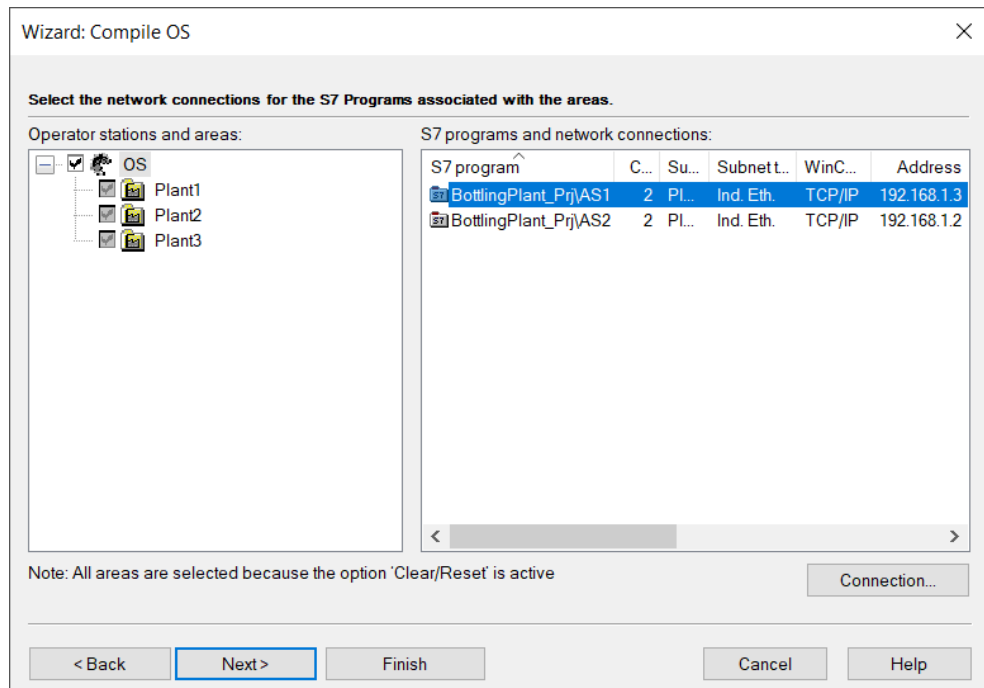 Wizard: Compile OS
Select the network connections for the S7 Programs associated with the areas.
Operator stations and areas:
S7 programs and network connections:
OS
Plant1
Plant2
Plant3
S7 program C... Su... Subnet t... WinC... Address
BottlingPlant_Prj\AS1 2 Pl... Ind. Eth. TCP/IP 192.168.1.3
BottlingPlant_Prj\AS2 2 Pl... Ind. Eth. TCP/IP 192.168.1.2
Note: All areas are selected because the option 'Clear/Reset' is active
Connection...
< Back Next > Finish Cancel Help